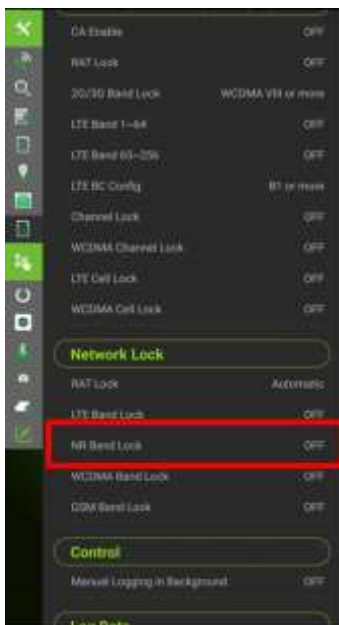 CA Enable OFF
RAT Lock OFF
2G/3G Band Lock WCDMA VIII or more
LTE Band 1~64 OFF
LTE Band 65~256 OFF
LTE BC Config B1 or more
Channel Lock OFF
WCDMA Channel Lock OFF
LTE Cell Lock OFF
WCDMA Cell Lock OFF
Network Lock
RAT Lock Automatic
LTE Band Lock OFF
NR Band Lock OFF
WCDMA Band Lock OFF
GSM Band Lock OFF
Control
Manual Logging in Background OFF
Log Data